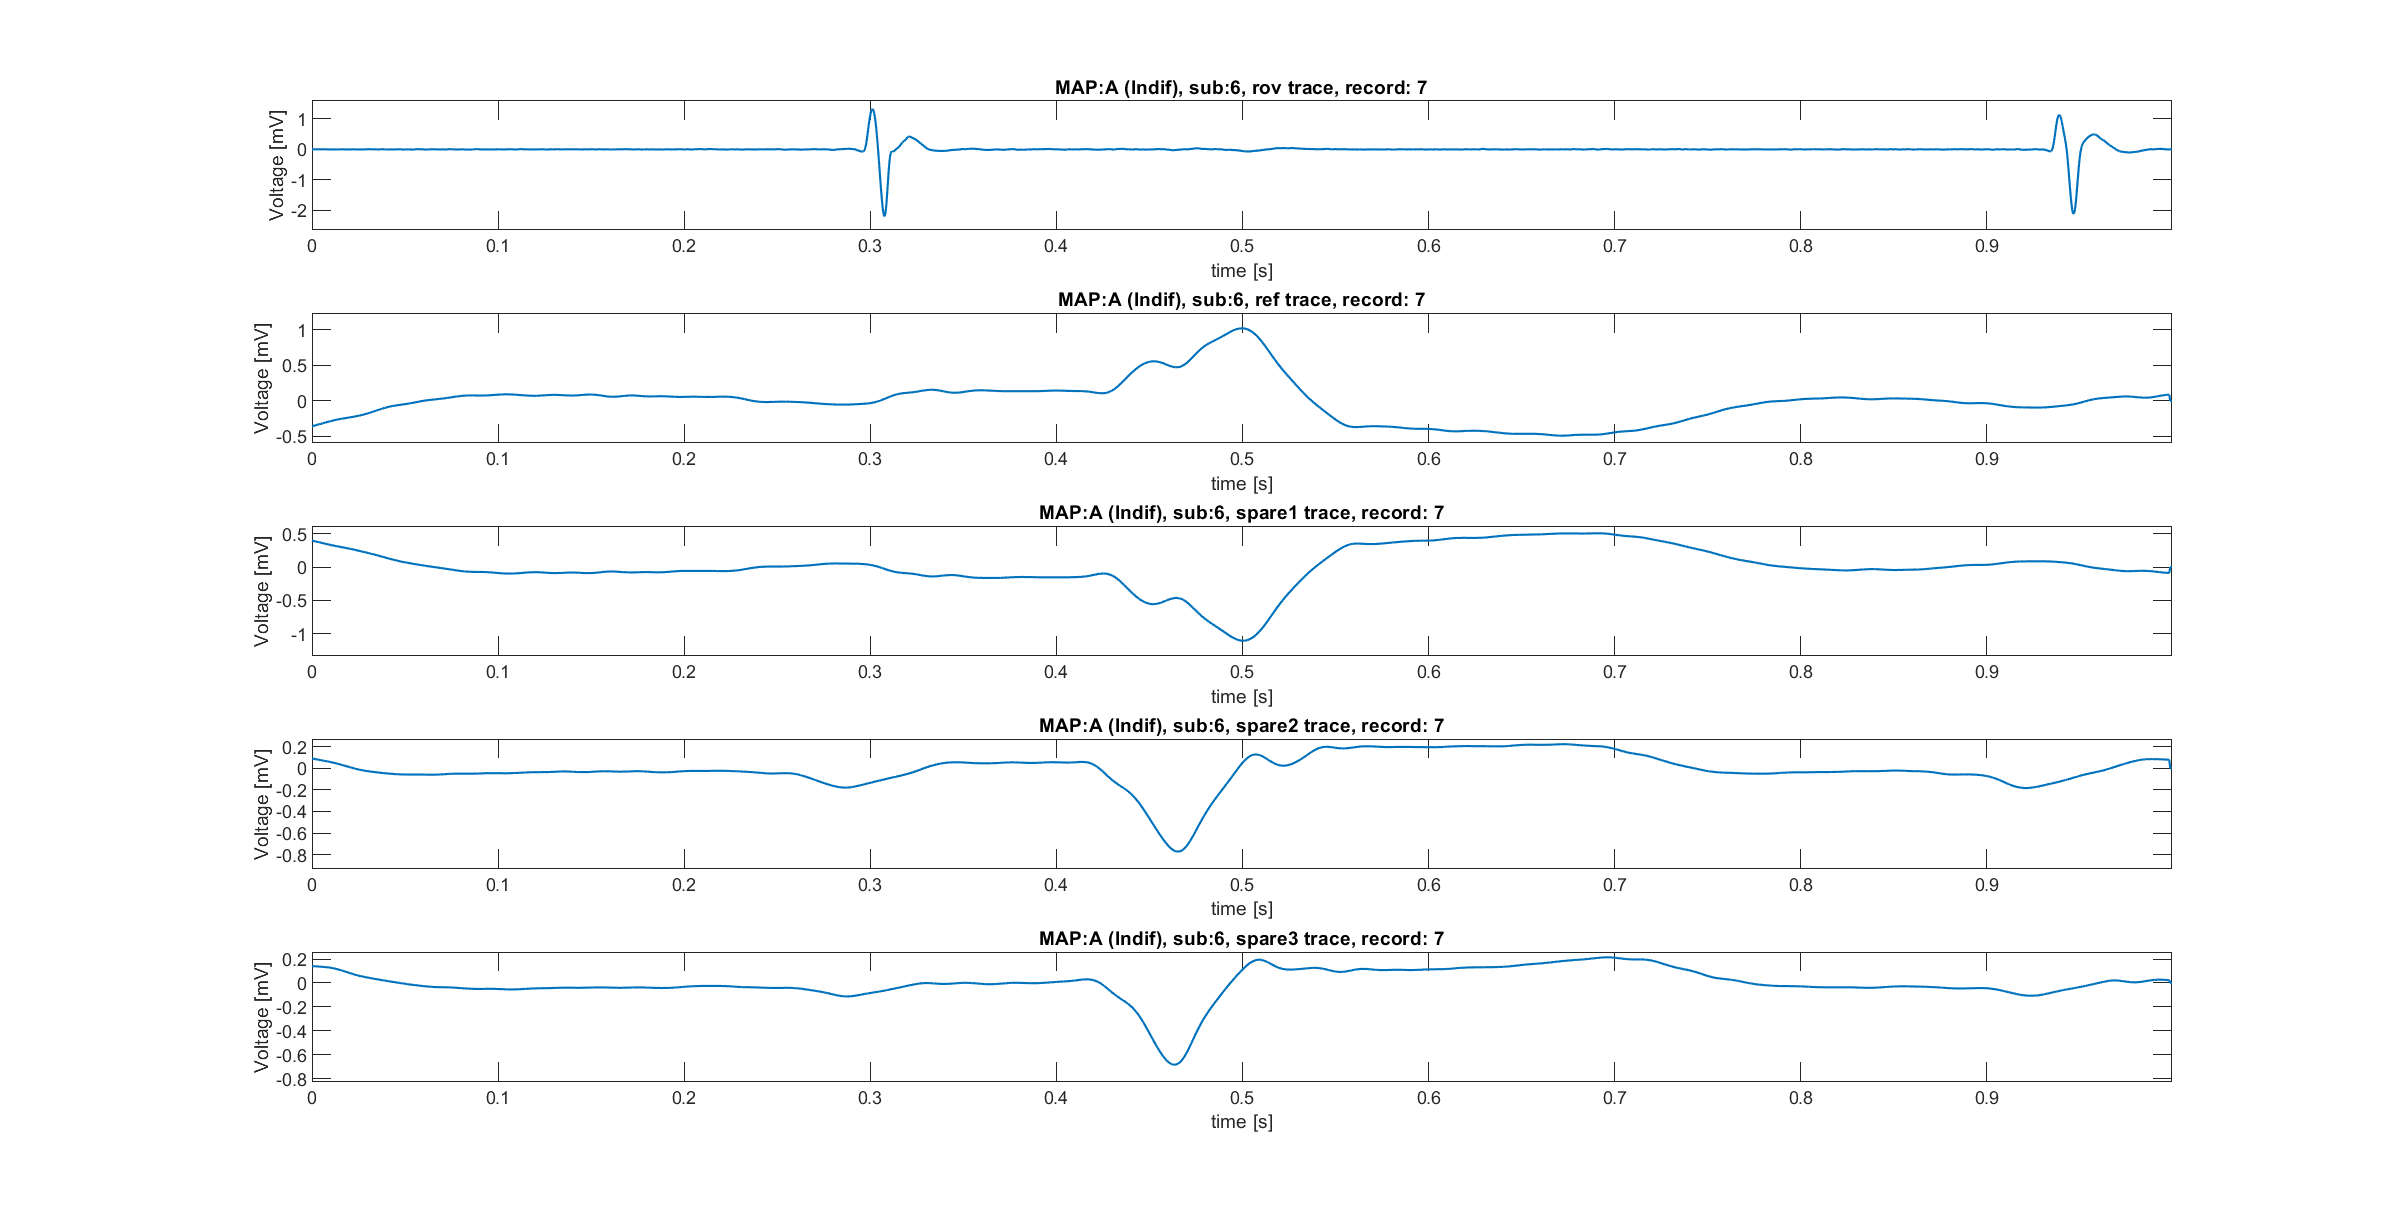 MAP:A (Indif), sub:6, rov trace, record: 7
Voltage [mV]
1
0
-1
-2
0 0.1 0.2 0.3 0.4 0.5 0.6 0.7 0.8 0.9
time [s]
MAP:A (Indif), sub:6, ref trace, record: 7
Voltage [mV]
1
0.5
0
-0.5
0 0.1 0.2 0.3 0.4 0.5 0.6 0.7 0.8 0.9
time [s]
MAP:A (Indif), sub:6, spare1 trace, record: 7
Voltage [mV]
0.5
0
-0.5
-1
0 0.1 0.2 0.3 0.4 0.5 0.6 0.7 0.8 0.9
time [s]
MAP:A (Indif), sub:6, spare2 trace, record: 7
Voltage [mV]
0.2
0
-0.2
-0.4
-0.6
-0.8
0 0.1 0.2 0.3 0.4 0.5 0.6 0.7 0.8 0.9
time [s]
MAP:A (Indif), sub:6, spare3 trace, record: 7
Voltage [mV]
0.2
0
-0.2
-0.4
-0.6
-0.8
0 0.1 0.2 0.3 0.4 0.5 0.6 0.7 0.8 0.9
time [s]